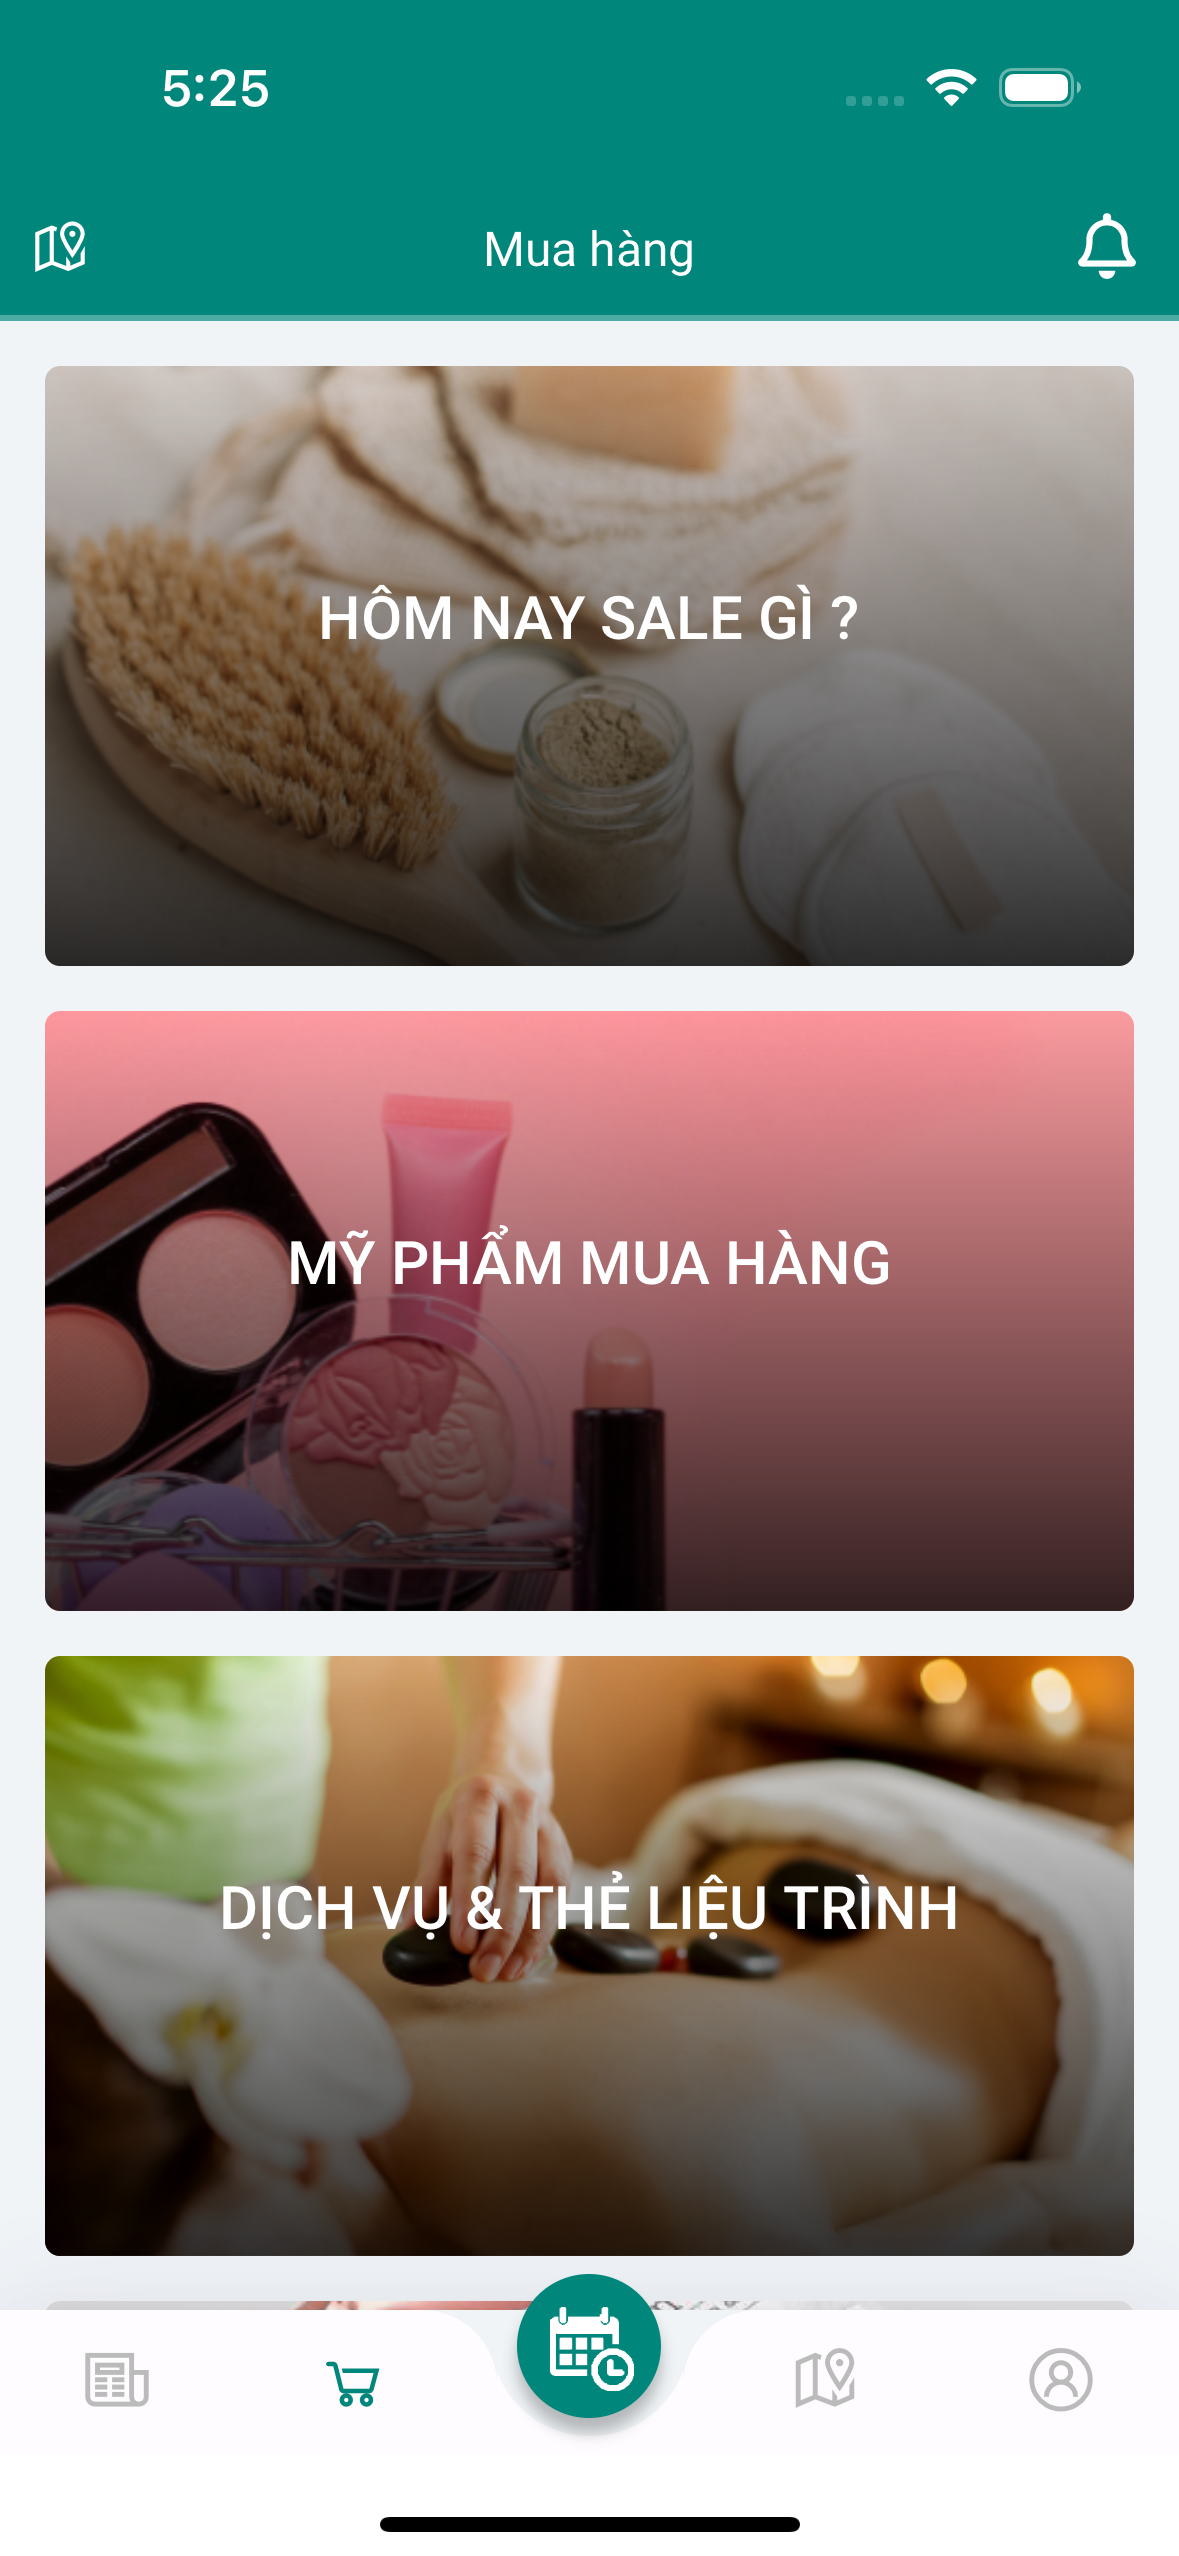 5:25
Mua hàng
HÔM NAY SALE GÌ ?
MỸ PHẨM MUA HÀNG
DỊCH VỤ & THẺ LIỆU TRÌNH